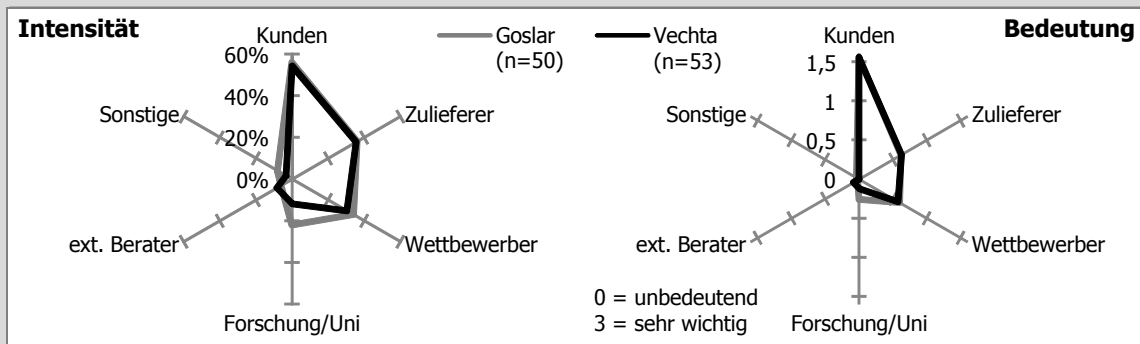 Intensität
Kunden
60%
40%
20%
0%
Sonstige
Zulieferer
ext. Berater
Wettbewerber
Forschung/Uni
Goslar
(n=50)
Vechta
(n=53)
Bedeutung
Kunden
1,5
1
0,5
0
Sonstige
Zulieferer
ext. Berater
Wettbewerber
Forschung/Uni
0 = unbedeutend
3 = sehr wichtig